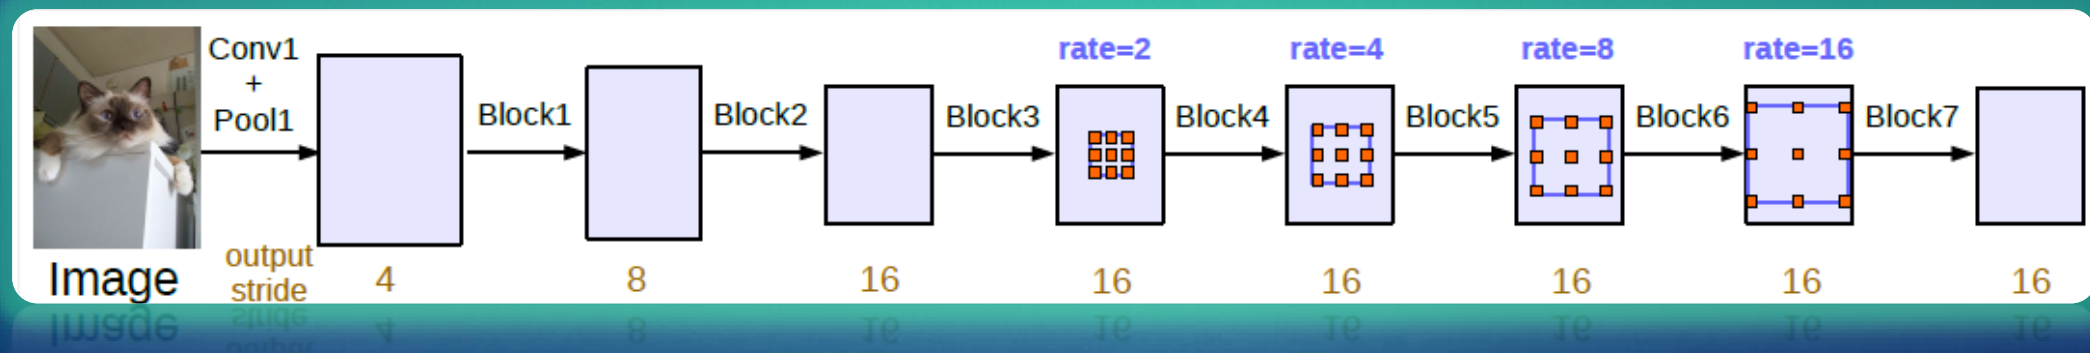 Conv1
+
Pool1
Block1
Block2
Block3
rate=2
Block4
rate=4
Block5
rate=8
Block6
rate=16
Block7
Image
output
stride
4
8
16
16
16
16
16
16